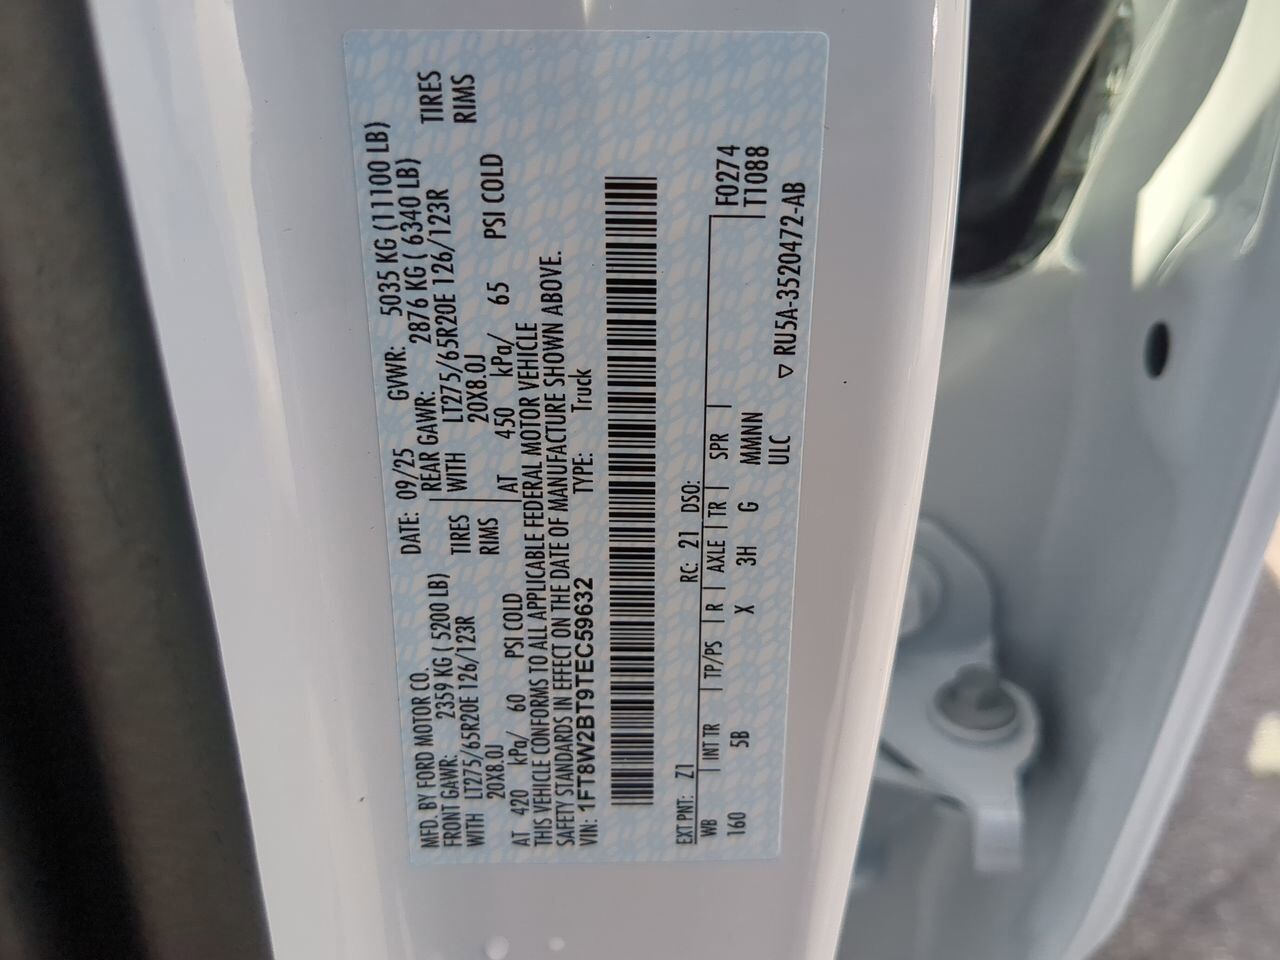 MFD. BY FORD MOTOR CO.
DATE: 09/25 GVWR: 5035 KG (11100 LB)
FRONT GAWR: 2359 KG ( 5200 LB) REAR GAWR: 2876 KG ( 6340 LB)
WITH LT275/65R20E 126/123R TIRES WITH LT275/65R20E 126/123R TIRES
20X8.0J RIMS 20X8.0J RIMS
AT 420 kPa/ 60 PSI COLD AT 450 kPa/ 65 PSI COLD
THIS VEHICLE CONFORMS TO ALL APPLICABLE FEDERAL MOTOR VEHICLE
SAFETY STANDARDS IN EFFECT ON THE DATE OF MANUFACTURE SHOWN ABOVE.
VIN: 1FT8W2BT9TEC59632 TYPE: Truck
EXT PNT: Z1 RC: 21 DSO:
WB INT TR TP/PS R AXLE TR SPR F0274
160 5B X 3H G MMNN T1088
ULC
▽ RU5A-3520472-AB